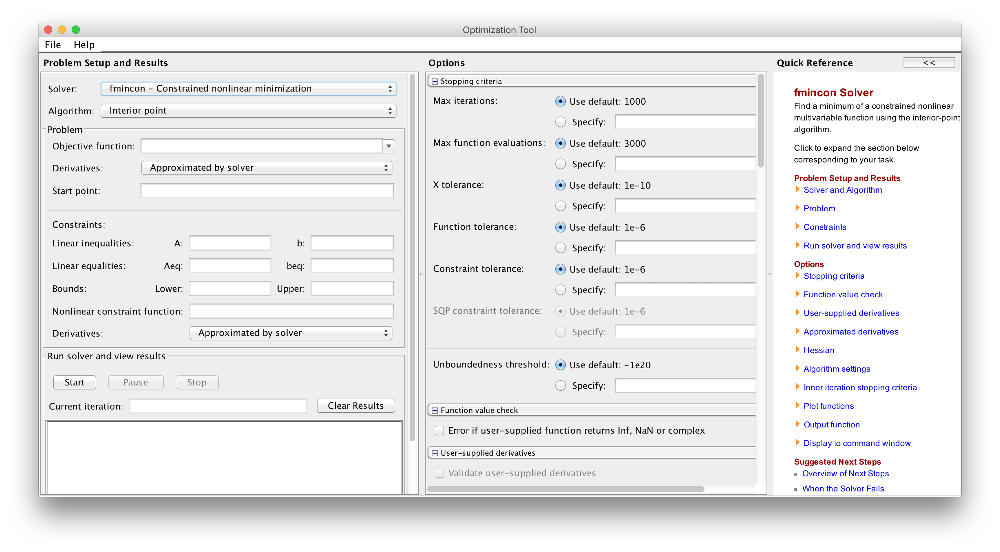 Optimization Tool
File Help
Problem Setup and Results
Solver: fmincon - Constrained nonlinear minimization
Algorithm: Interior point
Problem
Objective function:
Derivatives: Approximated by solver
Start point:
Constraints:
Linear inequalities: A: b:
Linear equalities: Aeq: beq:
Bounds: Lower: Upper:
Nonlinear constraint function:
Derivatives: Approximated by solver
Run solver and view results
Start Pause Stop
Current iteration: Clear Results
Options
Stopping criteria
Max iterations: Use default: 1000
Specify:
Max function evaluations: Use default: 3000
Specify:
X tolerance: Use default: 1e-10
Specify:
Function tolerance: Use default: 1e-6
Specify:
Constraint tolerance: Use default: 1e-6
Specify:
SQP constraint tolerance: Use default: 1e-6
Specify:
Unboundedness threshold: Use default: -1e20
Specify:
Function value check
Error if user-supplied function returns Inf, NaN or complex
User-supplied derivatives
Validate user-supplied derivatives
Quick Reference <<
fmincon Solver
Find a minimum of a constrained nonlinear
multivariable function using the interior-point
algorithm.
Click to expand the section below
corresponding to your task.
Problem Setup and Results
Solver and Algorithm
Problem
Constraints
Run solver and view results
Options
Stopping criteria
Function value check
User-supplied derivatives
Approximated derivatives
Hessian
Algorithm settings
Inner iteration stopping criteria
Plot functions
Output function
Display to command window
Suggested Next Steps
Overview of Next Steps
When the Solver Fails